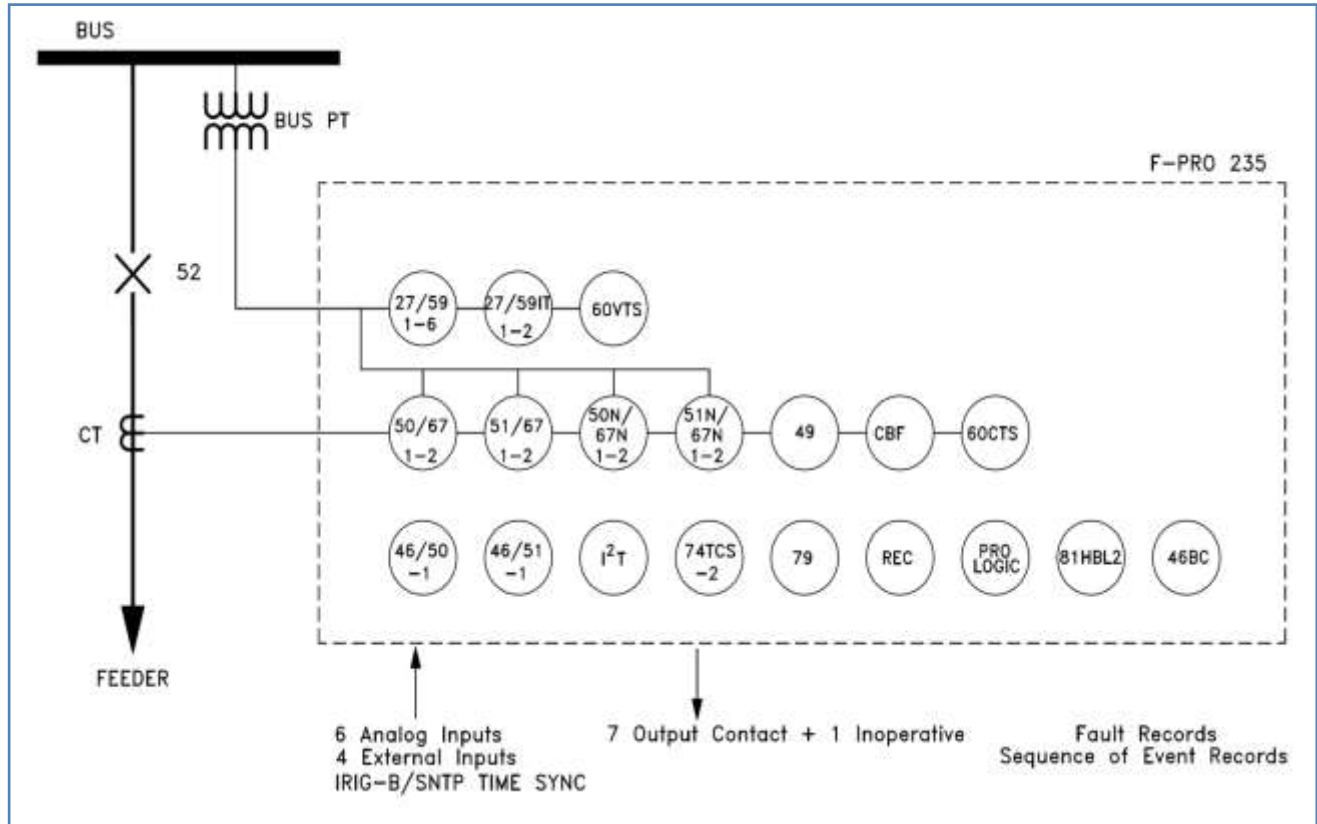 BUS
BUS PT
F-PRO 235
52
27/59
1-6
27/59IT
1-2
60VTS
CT
50/67
1-2
51/67
1-2
50N/
67N
1-2
51N/
67N
1-2
49
CBF
60CTS
46/50
-1
46/51
-1
I²T
74TCS
-2
79
REC
PRO
LOGIC
81HBL2
46BC
FEEDER
6 Analog Inputs
4 External Inputs
IRIG-B/SNTP TIME SYNC
7 Output Contact + 1 Inoperative
Fault Records
Sequence of Event Records